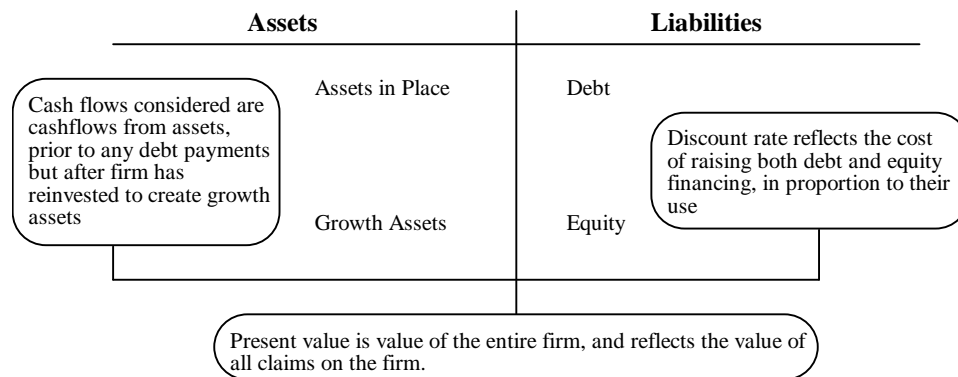 Assets
Liabilities
Assets in Place
Debt
Cash flows considered are
cashflows from assets,
prior to any debt payments
but after firm has
reinvested to create growth
assets
Discount rate reflects the cost
of raising both debt and equity
financing, in proportion to their
use
Growth Assets
Equity
Present value is value of the entire firm, and reflects the value of
all claims on the firm.